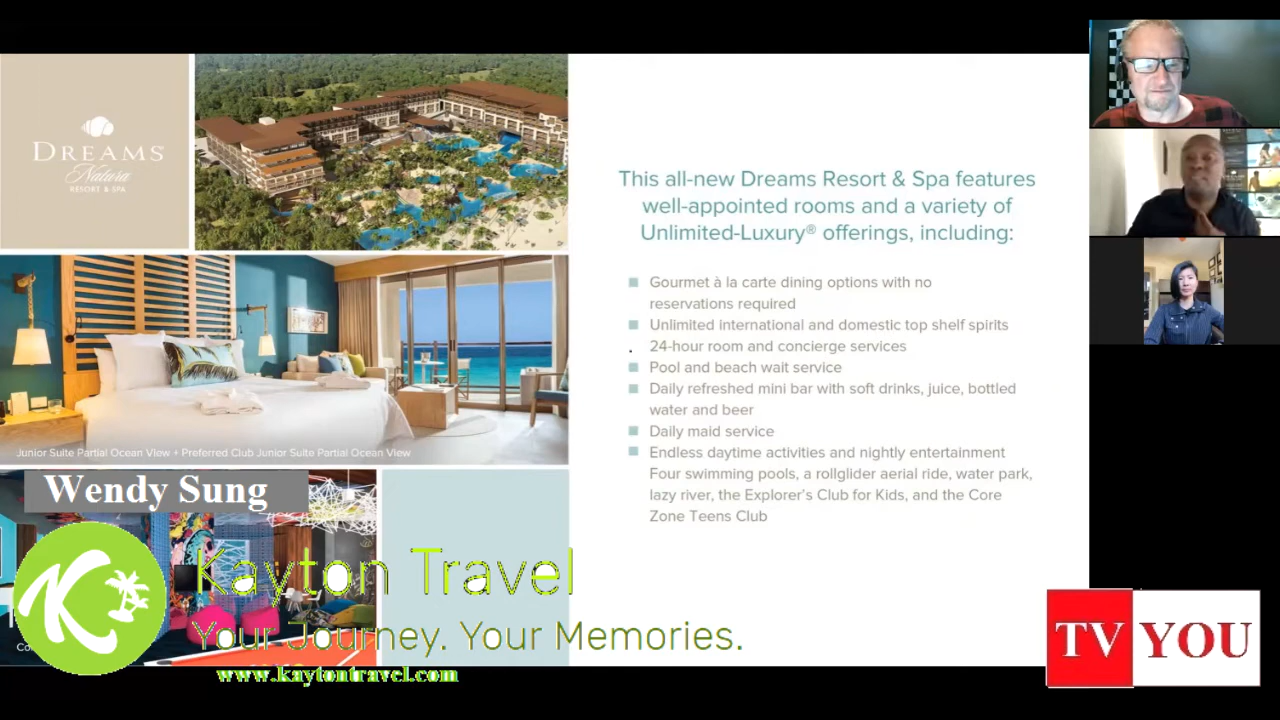 DREAMS
Natura
RESORT & SPA
This all-new Dreams Resort & Spa features
well-appointed rooms and a variety of
Unlimited-Luxury® offerings, including:
Gourmet à la carte dining options with no
reservations required
Unlimited international and domestic top shelf spirits
24-hour room and concierge services
Pool and beach wait service
Daily refreshed mini bar with soft drinks, juice, bottled
water and beer
Daily maid service
Endless daytime activities and nightly entertainment
Four swimming pools, a rollglider aerial ride, water park,
lazy river, the Explorer's Club for Kids, and the Core
Zone Teens Club
Junior Suite Partial Ocean View + Preferred Club Junior Suite Partial Ocean View
Wendy Sung
K
Kayton Travel
Your Journey. Your Memories.
www.kaytontravel.com
TV YOU